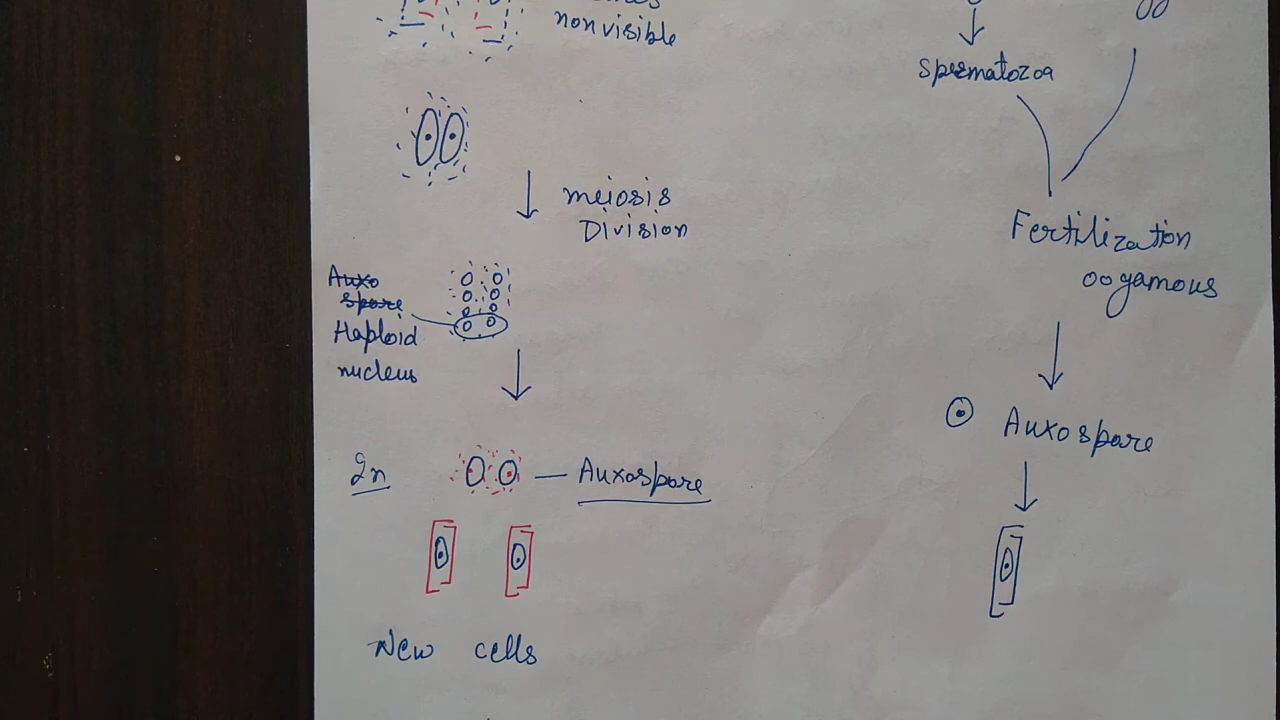 nonvisible
meiosis
Division
Auxo
spore
Haploid
nucleus
2n
Auxospore
New cells
spermatozoa
Fertilization
oogamous
Auxospore